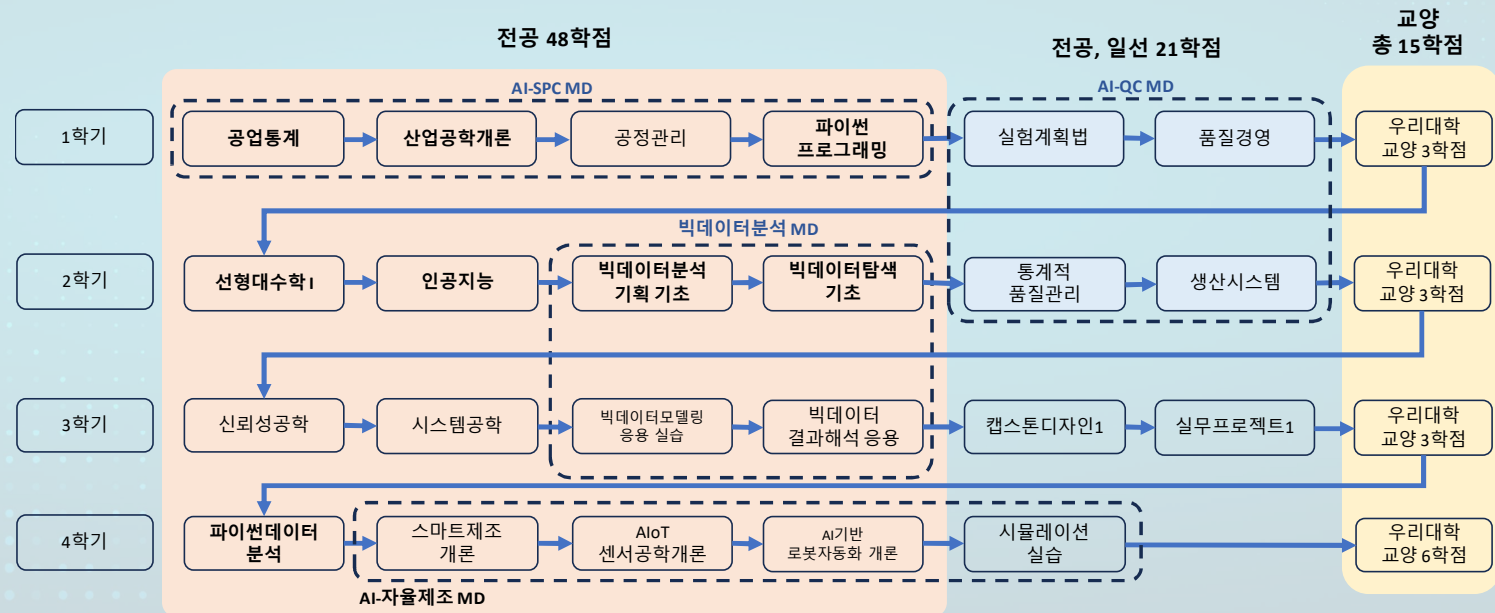 전공 48학점
전공, 일선 21학점
교양
총 15학점
AI-SPC MD
AI-QC MD
1학기
공업통계
산업공학개론
공정관리
파이썬
프로그래밍
실험계획법
품질경영
우리대학
교양 3학점
빅데이터분석 MD
2학기
선형대수학 I
인공지능
빅데이터분석
기획 기초
빅데이터탐색
기초
통계적
품질관리
생산시스템
우리대학
교양 3학점
3학기
신뢰성공학
시스템공학
빅데이터모델링
응용 실습
빅데이터
결과해석 응용
캡스톤디자인1
실무프로젝트1
우리대학
교양 3학점
4학기
파이썬데이터
분석
스마트제조
개론
AIoT
센서공학개론
AI기반
로봇자동화 개론
시뮬레이션
실습
우리대학
교양 6학점
AI-자율제조 MD